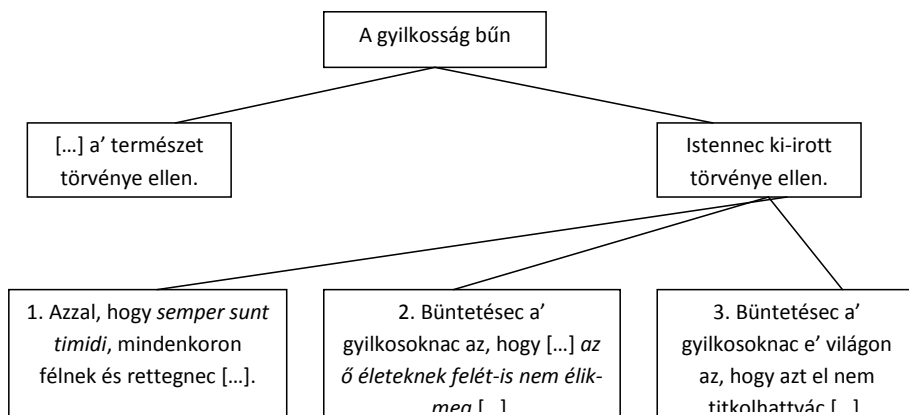 A gyilkosság bűn
[…] a’ természet
törvénye ellen.
Istennec ki-irott
törvénye ellen.
1. Azzal, hogy semper sunt
timidi, mindenkoron
félnek és rettegnec […].
2. Büntetésec a’
gyilkosoknac az, hogy […] az
ő életeknek felét-is nem élik-
meg […]
3. Büntetésec a’
gyilkosoknac e’ világon
az, hogy azt el nem
titkolhattyác […]